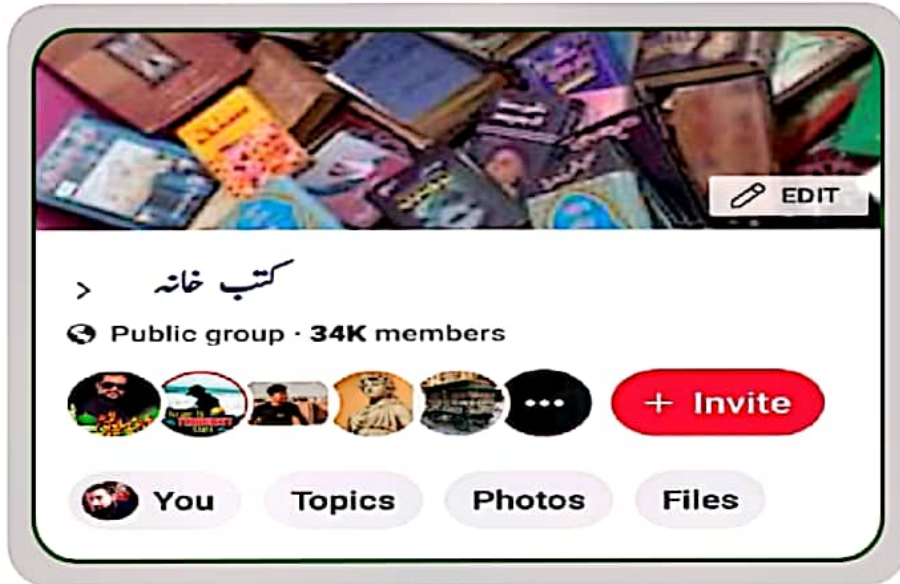 EDIT
کتب خانہ >
Public group · 34K members
+ Invite
You Topics Photos Files